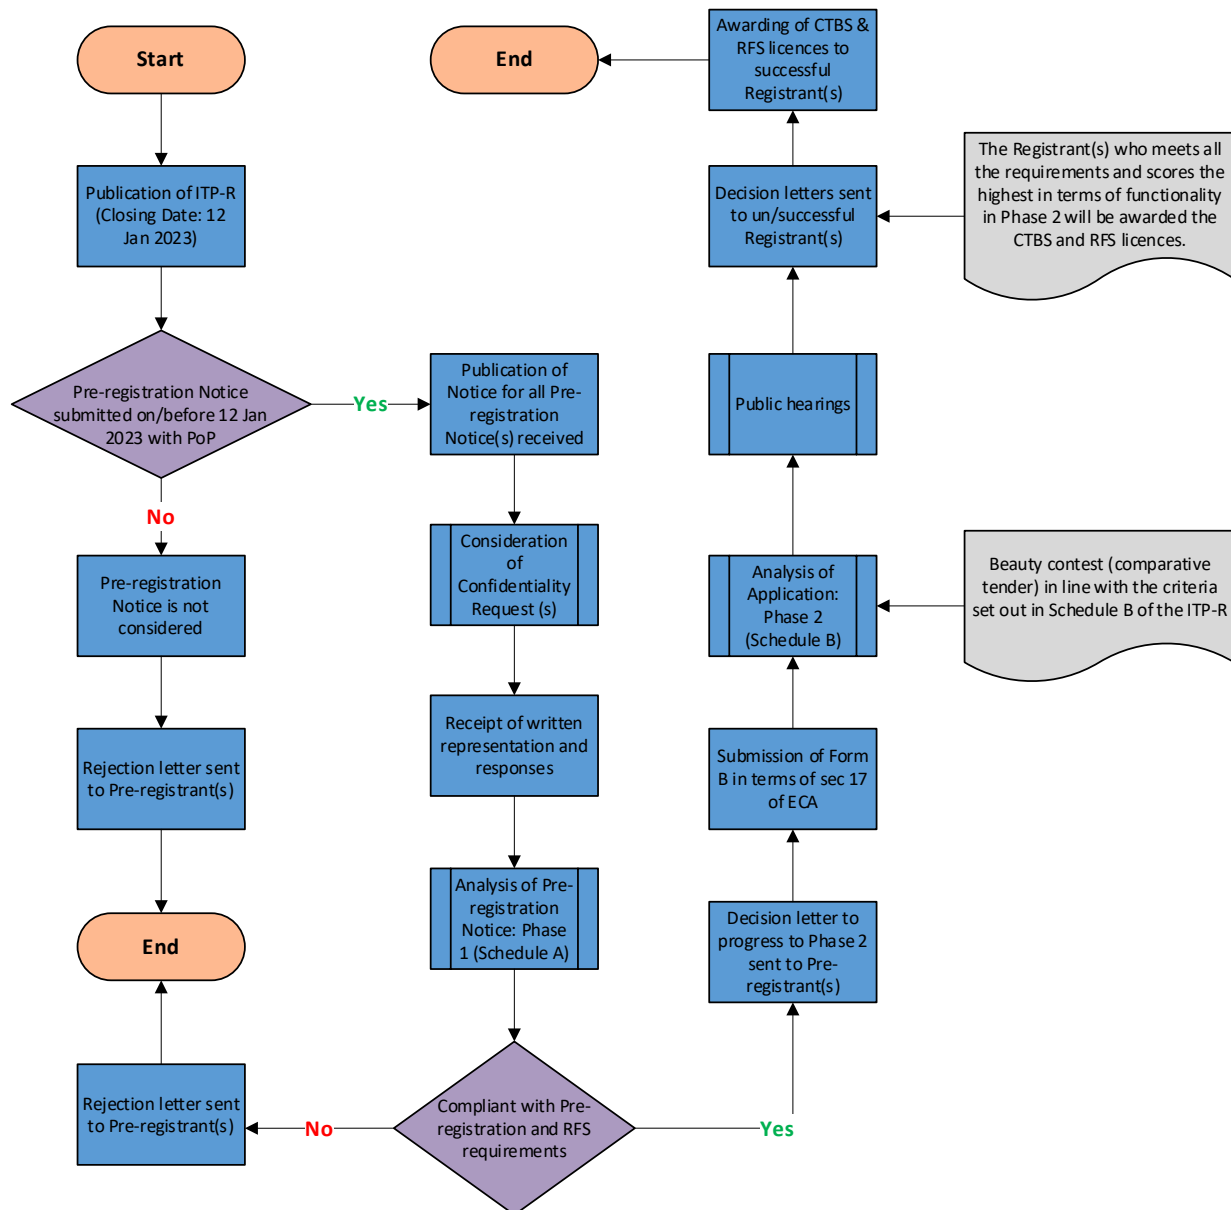 Start
Publication of ITP-R
(Closing Date: 12
Jan 2023)
Pre-registration Notice
submitted on/before 12 Jan
2023 with PoP
Yes
No
Pre-registration
Notice is not
considered
Rejection letter sent
to Pre-registrant(s)
End
Publication of
Notice for all Pre-
registration
Notice(s) received
Consideration
of
Confidentiality
Request (s)
Receipt of written
representation and
responses
Analysis of Pre-
registration
Notice: Phase
1 (Schedule A)
Compliant with Pre-
registration and RFS
requirements
No
Rejection letter sent
to Pre-registrant(s)
Yes
Decision letter to
progress to Phase 2
sent to Pre-
registrant(s)
Submission of Form
B in terms of sec 17
of ECA
Analysis of
Application:
Phase 2
(Schedule B)
Beauty contest (comparative
tender) in line with the criteria
set out in Schedule B of the ITP-R
Public hearings
Decision letters sent
to un/successful
Registrant(s)
The Registrant(s) who meets all
the requirements and scores the
highest in terms of functionality
in Phase 2 will be awarded the
CTBS and RFS licences.
Awarding of CTBS &
RFS licences to
successful
Registrant(s)
End